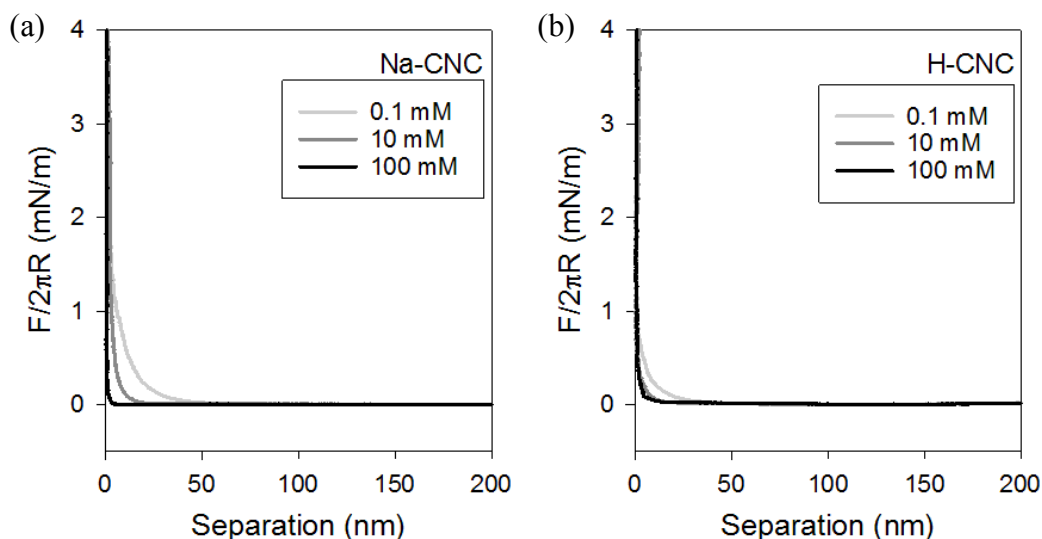 (a)
Na-CNC
0.1 mM
10 mM
100 mM
F/2πR (mN/m)
4
3
2
1
0
0
50
100
150
200
Separation (nm)
(b)
H-CNC
0.1 mM
10 mM
100 mM
F/2πR (mN/m)
4
3
2
1
0
0
50
100
150
200
Separation (nm)